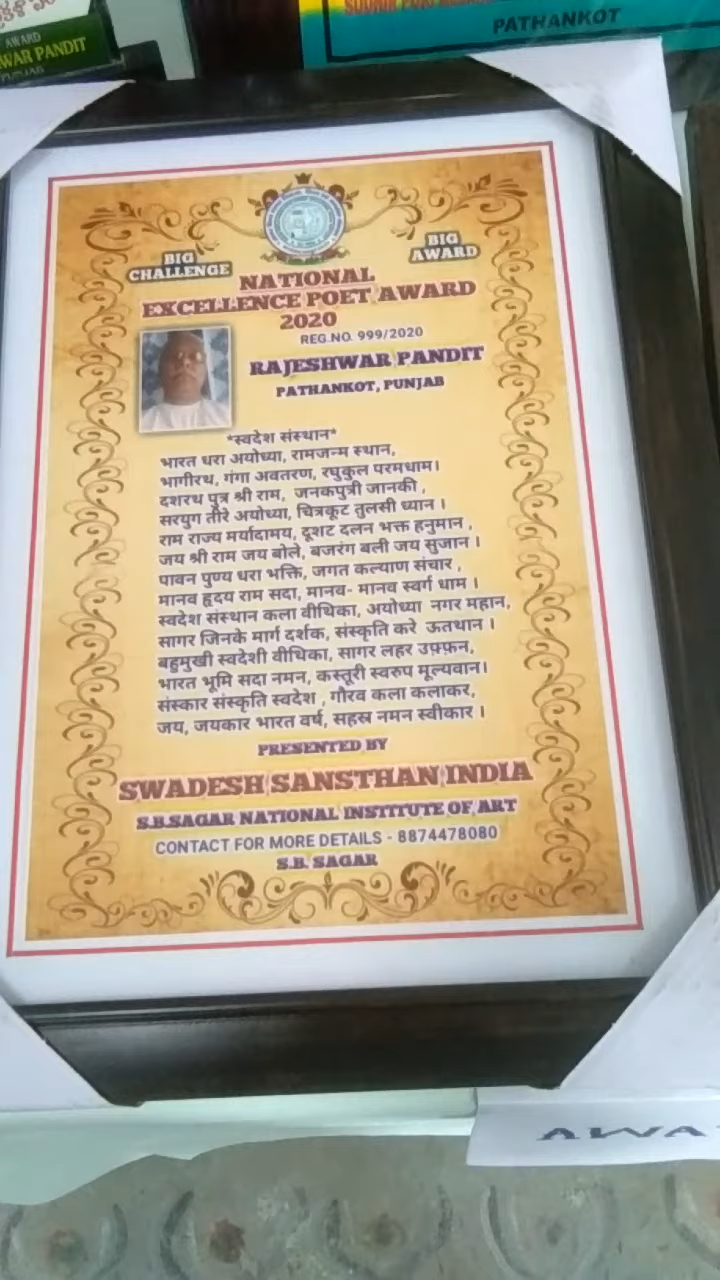 AWARD
WAR PANDIT
PUNJAB
PATHANKOT
BIG
CHALLENGE
BIG
AWARD
NATIONAL
EXCELLENCE POET AWARD
2020
REG.NO. 999/2020
RAJESHWAR PANDIT
PATHANKOT, PUNJAB
*स्वदेश संस्थान*
भारत धरा अयोध्या, रामजन्म स्थान,
भागीरथ, गंगा अवतरण, रघुकुल परमधाम।
दशरथ पुत्र श्री राम, जनकपुत्री जानकी ,
सरयुग तीरे अयोध्या, चित्रकूट तुलसी ध्यान ।
राम राज्य मर्यादामय, दूशट दलन भक्त हनुमान ,
जय श्री राम जय बोले, बजरंग बली जय सुजान ।
पावन पुण्य धरा भक्ति, जगत कल्याण संचार ,
मानव हृदय राम सदा, मानव- मानव स्वर्ग धाम ।
स्वदेश संस्थान कला वीथिका, अयोध्या नगर महान,
सागर जिनके मार्ग दर्शक, संस्कृति करे ऊतथान ।
बहुमुखी स्वदेशी वीथिका, सागर लहर उफ़्फ़न,
भारत भूमि सदा नमन, कस्तूरी स्वरुप मूल्यवान।
संस्कार संस्कृति स्वदेश , गौरव कला कलाकर,
जय, जयकार भारत वर्ष, सहस्र नमन स्वीकार ।
PRESENTED BY
SWADESH SANSTHAN INDIA
S.B.SAGAR NATIONAL INSTITUTE OF ART
CONTACT FOR MORE DETAILS - 8874478080
S.B. SAGAR
AWA